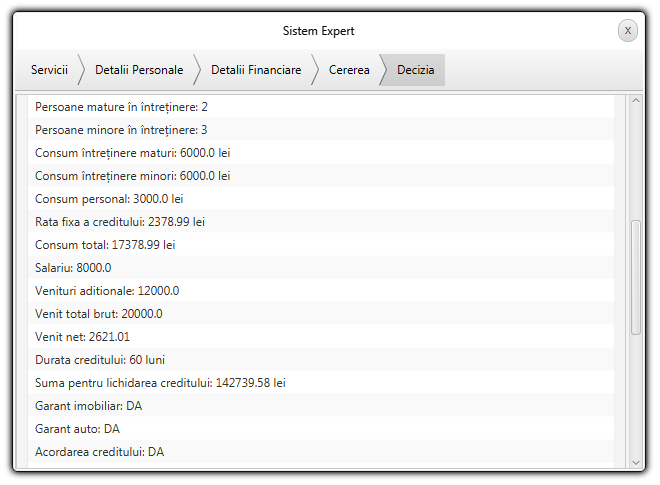 Sistem Expert
x
Servicii
Detalii Personale
Detalii Financiare
Cererea
Decizia
Persoane mature în întreținere: 2
Persoane minore în întreținere: 3
Consum întreținere maturi: 6000.0 lei
Consum întreținere minori: 6000.0 lei
Consum personal: 3000.0 lei
Rata fixa a creditului: 2378.99 lei
Consum total: 17378.99 lei
Salariu: 8000.0
Venituri aditionale: 12000.0
Venit total brut: 20000.0
Venit net: 2621.01
Durata creditului: 60 luni
Suma pentru lichidarea creditului: 142739.58 lei
Garant imobiliar: DA
Garant auto: DA
Acordarea creditului: DA